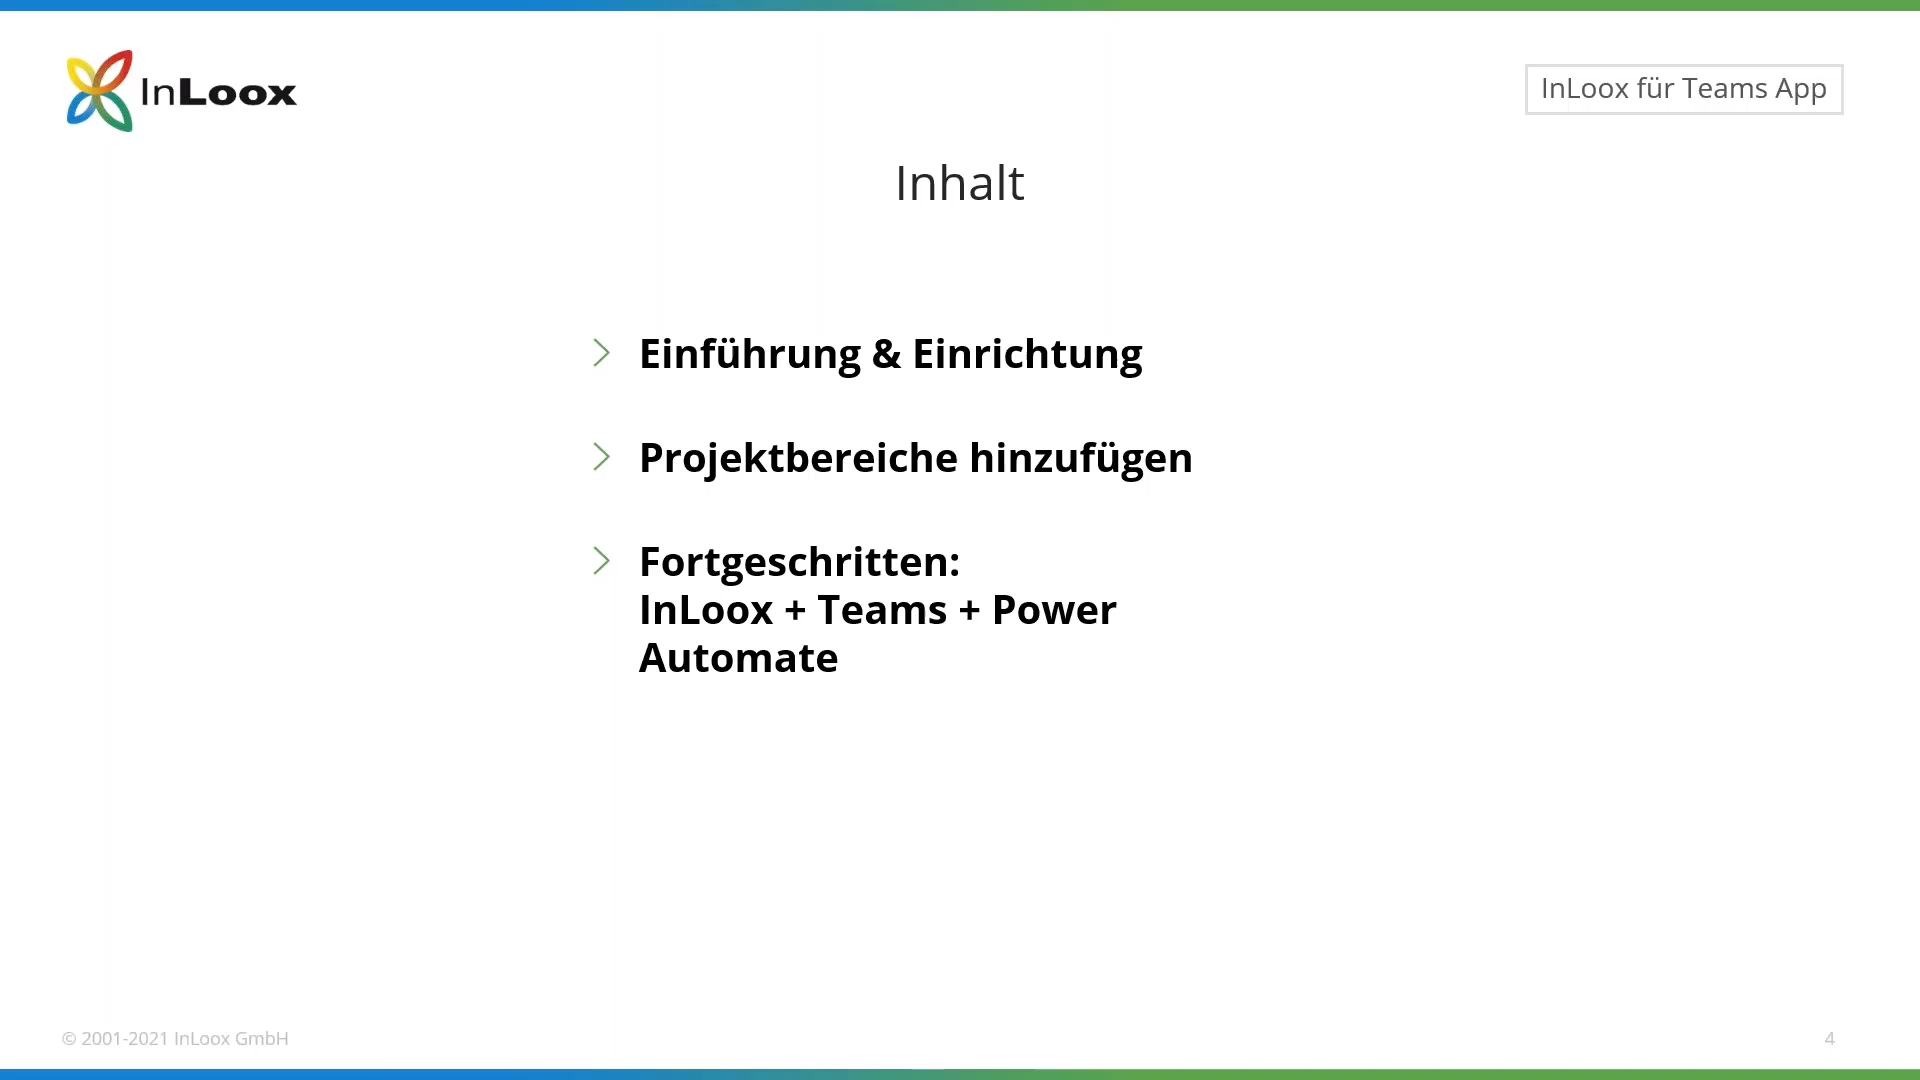 InLoox
InLoox für Teams App
Inhalt
Einführung & Einrichtung
Projektbereiche hinzufügen
Fortgeschritten:
InLoox + Teams + Power
Automate
© 2001-2021 InLoox GmbH
4